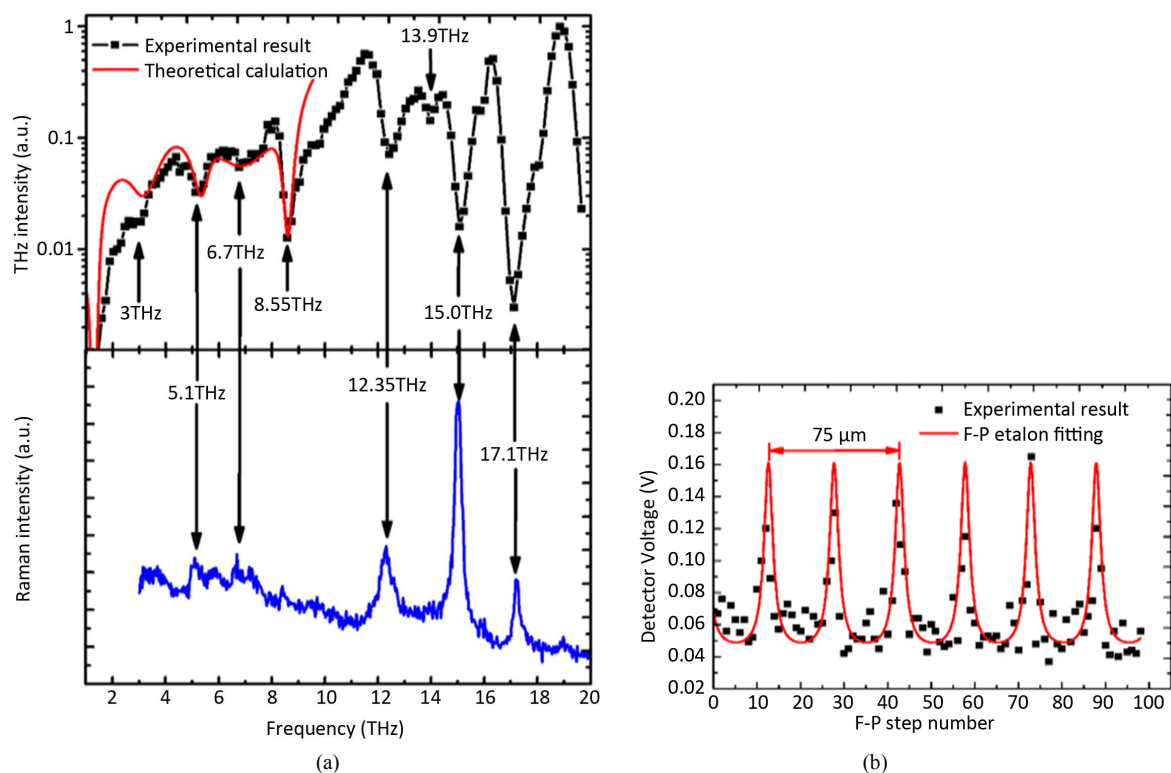 1
Experimental result
Theoretical calulation
13.9THz
0.1
THz intensity (a.u.)
0.01
6.7THz
3THz
8.55THz
15.0THz
5.1THz
12.35THz
17.1THz
Raman intensity (a.u.)
2 4 6 8 10 12 14 16 18 20
Frequency (THz)
(a)
0.20
Experimental result
0.18
F-P etalon fitting
75 μm
0.16
0.14
Detector Voltage (V)
0.12
0.10
0.08
0.06
0.04
0.02
0 10 20 30 40 50 60 70 80 90 100
F-P step number
(b)